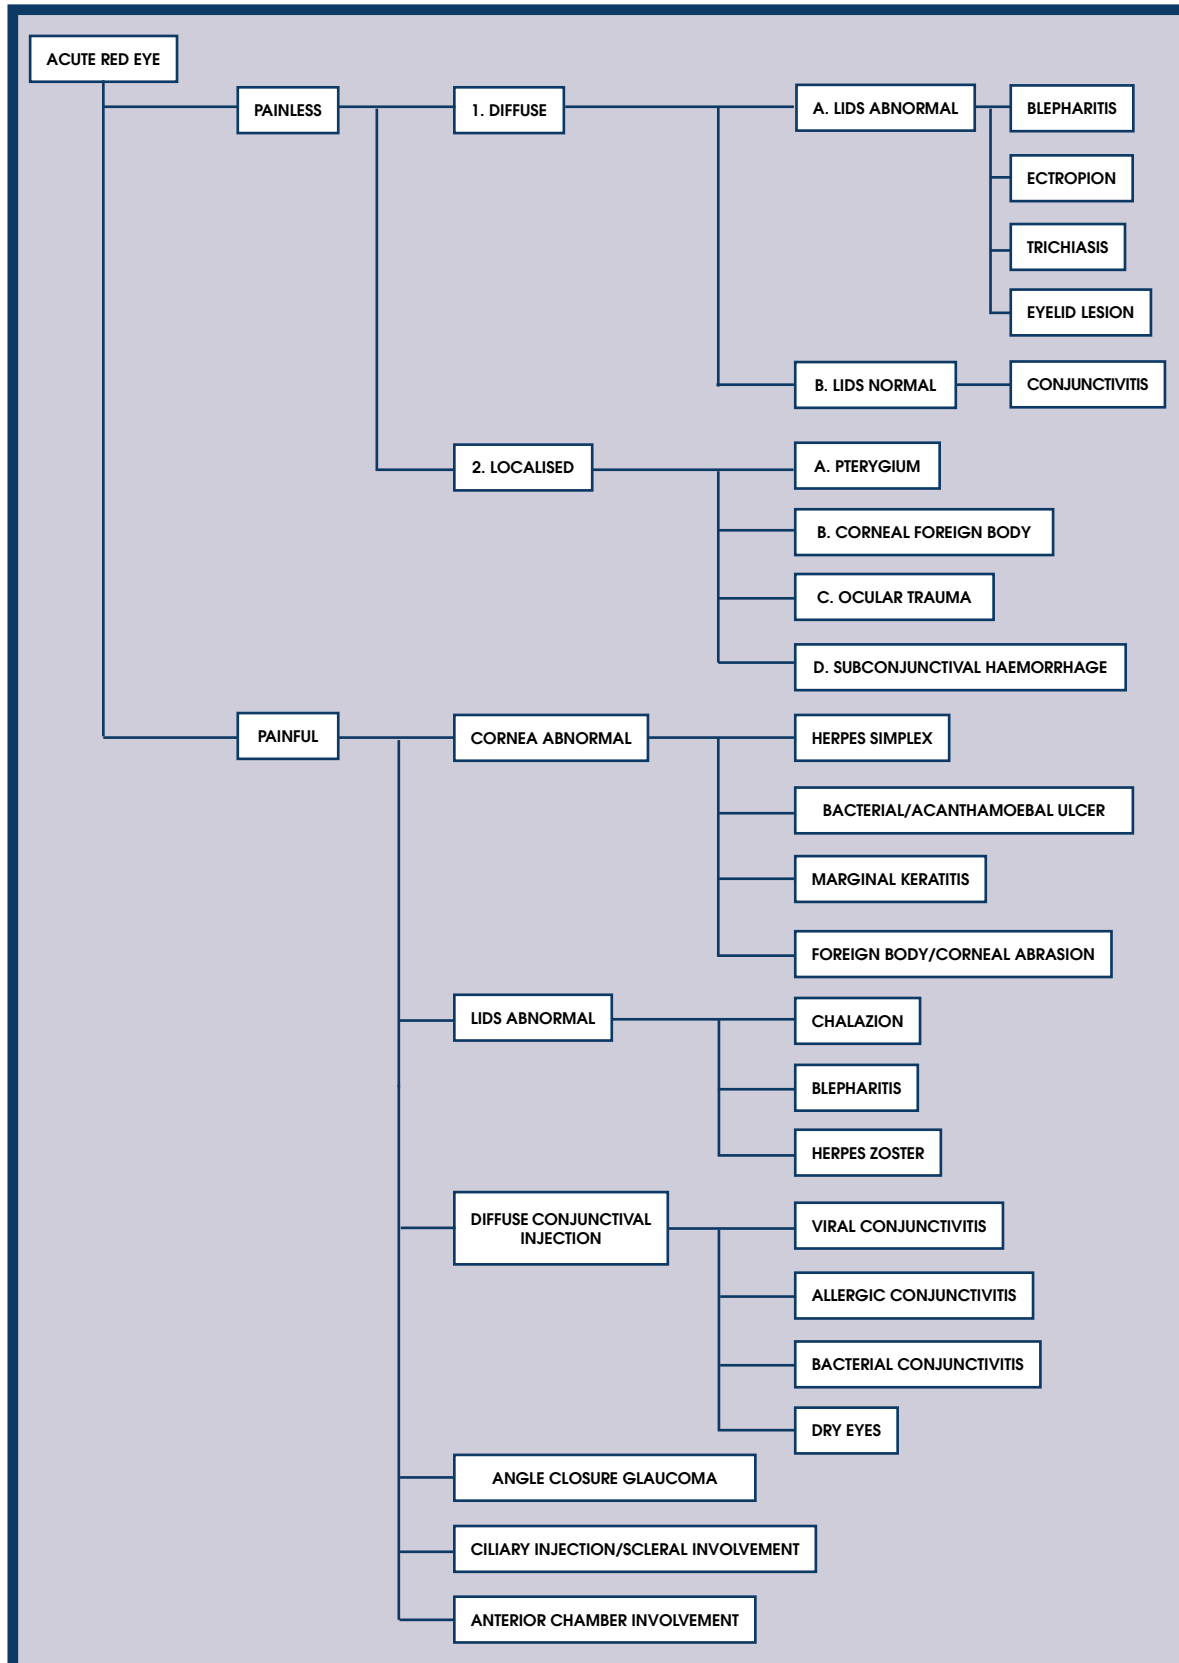 ACUTE RED EYE
PAINLESS
1. DIFFUSE
A. LIDS ABNORMAL
BLEPHARITIS
ECTROPION
TRICHIASIS
EYELID LESION
B. LIDS NORMAL
CONJUNCTIVITIS
2. LOCALISED
A. PTERYGIUM
B. CORNEAL FOREIGN BODY
C. OCULAR TRAUMA
D. SUBCONJUNCTIVAL HAEMORRHAGE
PAINFUL
CORNEA ABNORMAL
HERPES SIMPLEX
BACTERIAL/ACANTHAMOEBAL ULCER
MARGINAL KERATITIS
FOREIGN BODY/CORNEAL ABRASION
LIDS ABNORMAL
CHALAZION
BLEPHARITIS
HERPES ZOSTER
DIFFUSE CONJUNCTIVAL
INJECTION
VIRAL CONJUNCTIVITIS
ALLERGIC CONJUNCTIVITIS
BACTERIAL CONJUNCTIVITIS
DRY EYES
ANGLE CLOSURE GLAUCOMA
CILIARY INJECTION/SCLERAL INVOLVEMENT
ANTERIOR CHAMBER INVOLVEMENT